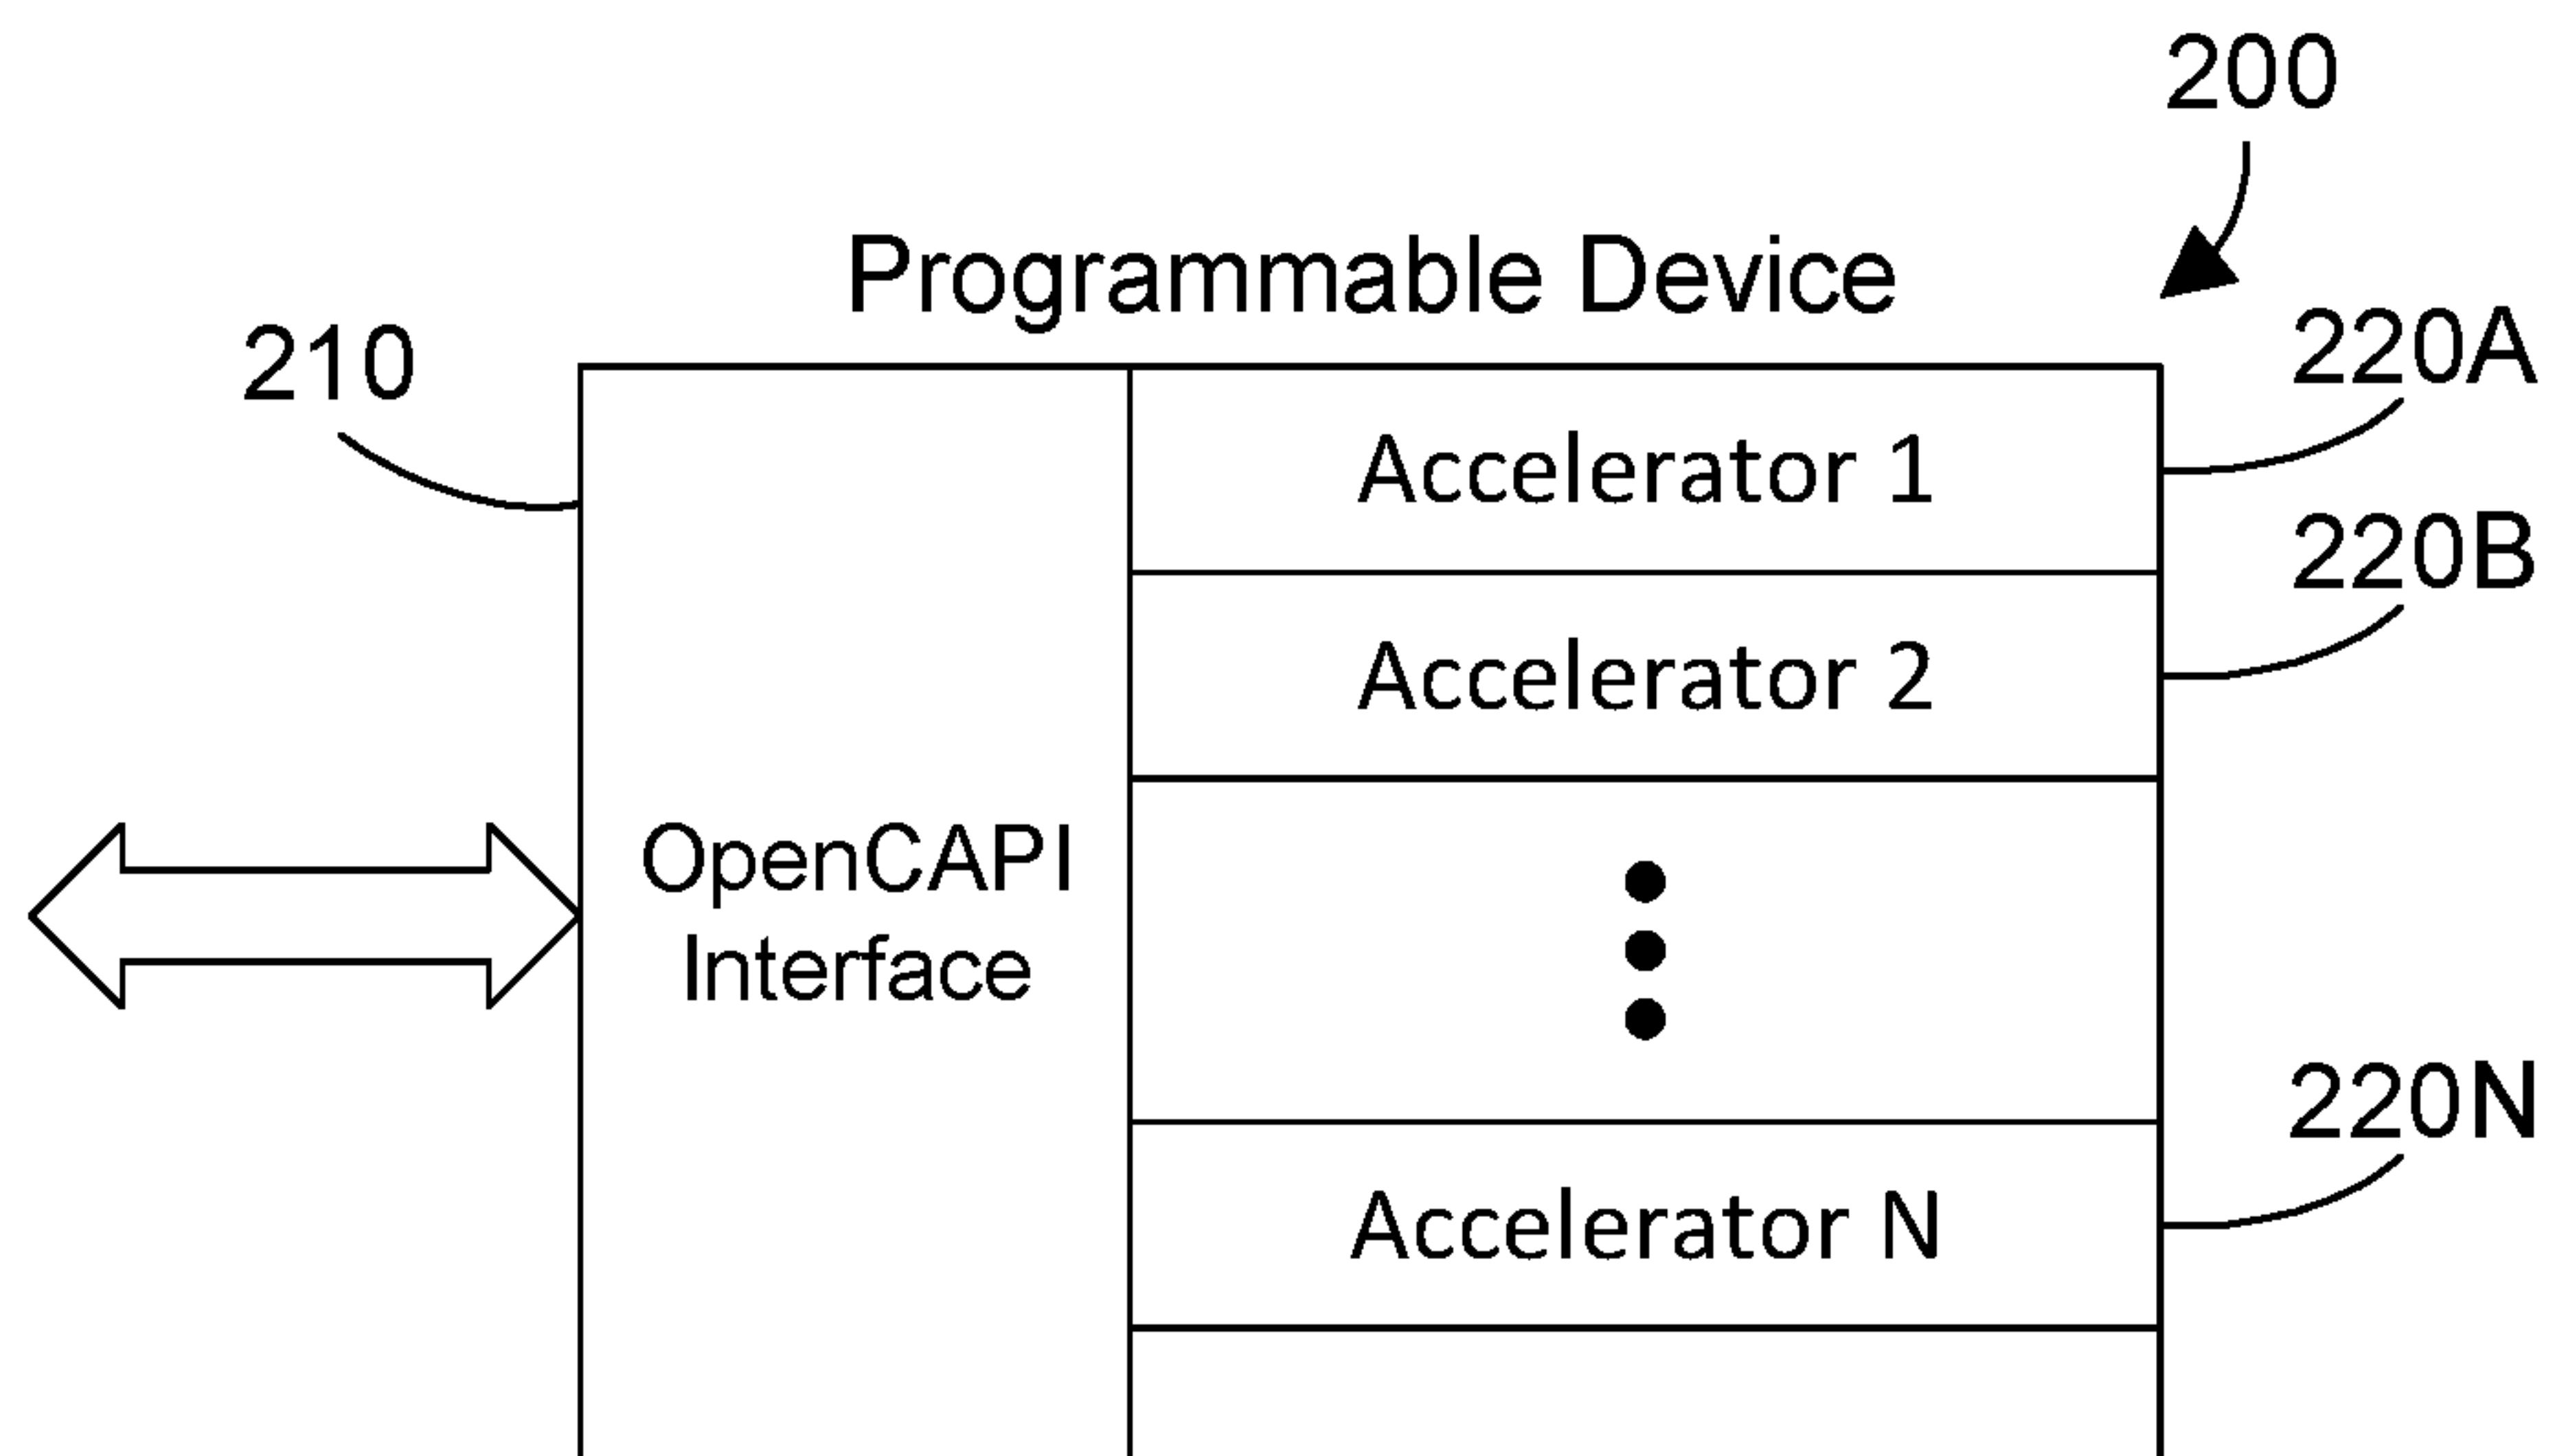 200
Programmable Device
210
220A
Accelerator 1
220B
Accelerator 2
OpenCAPI
Interface
220N
Accelerator N